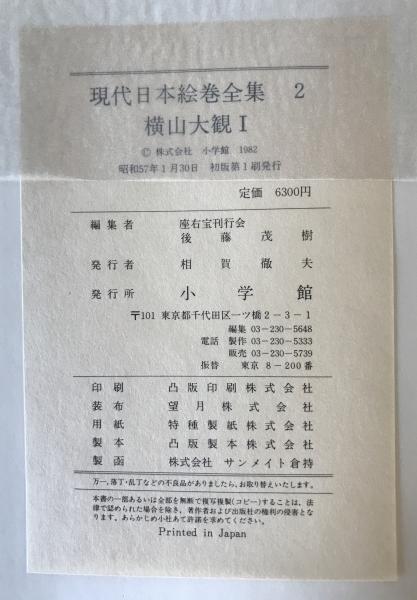 現代日本絵巻全集 2
横山大観 I
© 株式会社 小学館 1982
昭和57年1月30日 初版第1刷発行
定価 6300円
編集者 座右宝刊行会
後藤茂樹
発行者 相賀徹夫
発行所 小学館
〒101 東京都千代田区一ツ橋2-3-1
編集 03-230-5648
電話 製作 03-230-5333
販売 03-230-5739
振替 東京 8-200番
印刷 凸版印刷株式会社
装布 望月株式会社
用紙 特種製紙株式会社
製本 凸版製本株式会社
製函 株式会社 サンメイト倉持
万一,落丁・乱丁などの不良品がありましたら,お取り替えいたします。
本書の一部あるいは全部を無断で複写複製(コピー)することは、法
律で認められた場合を除き、著作者および出版社の権利の侵害とな
ります。あらかじめ小社あて許諾を求めてください。
Printed in Japan